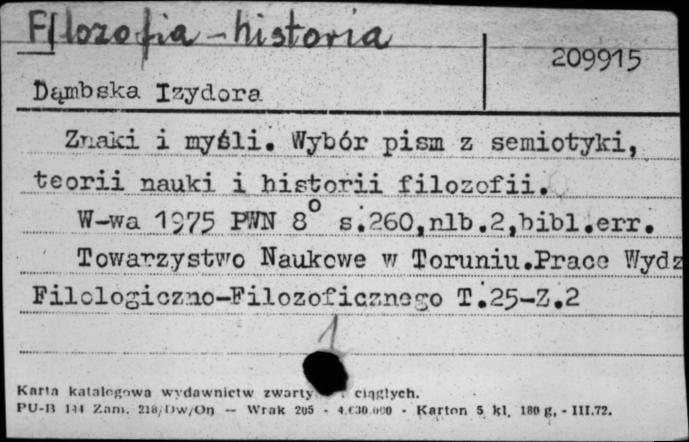 Filozofia - historia
209915
Dąmbska Izydora
Znaki i myśli. Wybór pism z semiotyki,
teorii nauki i historii filozofii.
W-wa 1975 PWN 8° s.260,nlb.2,bibl.err.
Towarzystwo Naukowe w Toruniu.Prace Wydz
Filologiczno-Filozoficznego T.25-Z.2
1
Karta katalogowa wydawnictw zwarty ciągłych.
PU-B 144 Zam. 218/Dw/On — Wrak 205 - 4.030.000 - Karton 5 kl. 180 g. - III.72.